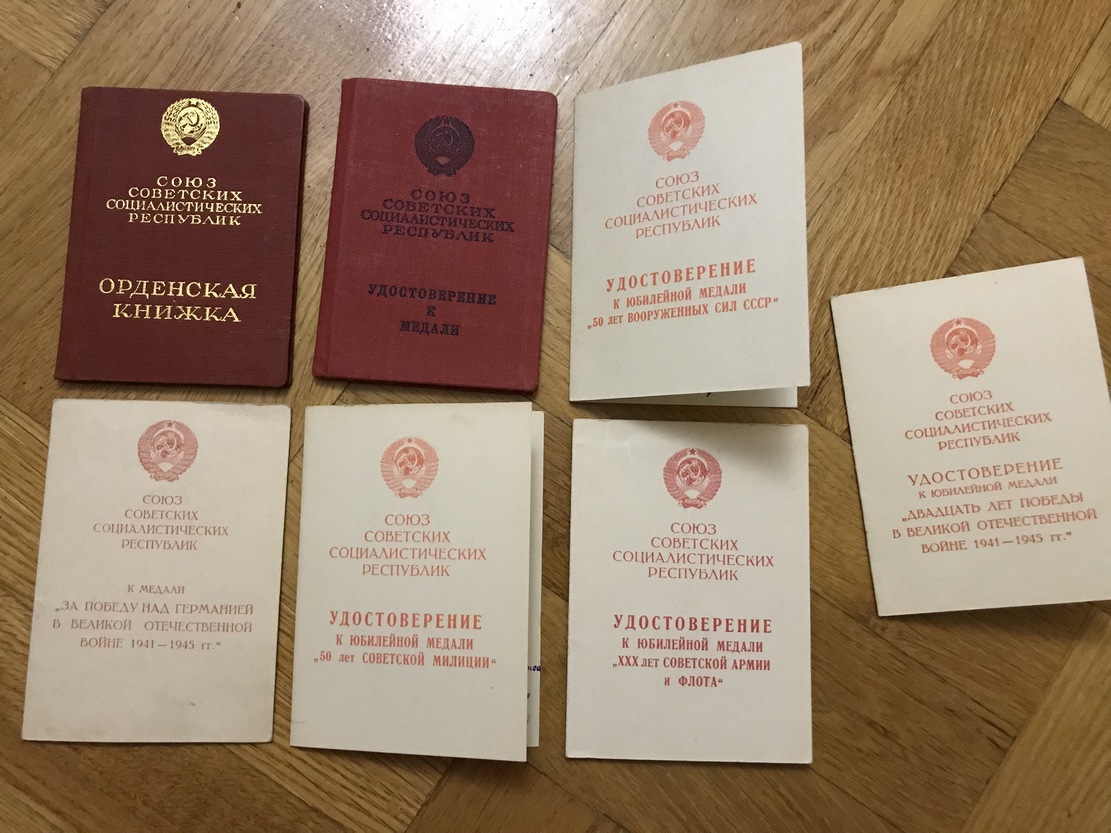 СОЮЗ
СОВЕТСКИХ
СОЦИАЛИСТИЧЕСКИХ
РЕСПУБЛИК
ОРДЕНСКАЯ
КНИЖКА
СОЮЗ
СОВЕТСКИХ
СОЦИАЛИСТИЧЕСКИХ
РЕСПУБЛИК
УДОСТОВЕРЕНИЕ
К
МЕДАЛИ
СОЮЗ
СОВЕТСКИХ
СОЦИАЛИСТИЧЕСКИХ
РЕСПУБЛИК
УДОСТОВЕРЕНИЕ
К ЮБИЛЕЙНОЙ МЕДАЛИ
„50 лет ВООРУЖЕННЫХ СИЛ СССР“
СОЮЗ
СОВЕТСКИХ
СОЦИАЛИСТИЧЕСКИХ
РЕСПУБЛИК
УДОСТОВЕРЕНИЕ
К ЮБИЛЕЙНОЙ МЕДАЛИ
„ДВАДЦАТЬ ЛЕТ ПОБЕДЫ
В ВЕЛИКОЙ ОТЕЧЕСТВЕННОЙ
ВОЙНЕ 1941—1945 гг.“
СОЮЗ
СОВЕТСКИХ
СОЦИАЛИСТИЧЕСКИХ
РЕСПУБЛИК
К МЕДАЛИ
„ЗА ПОБЕДУ НАД ГЕРМАНИЕЙ
В ВЕЛИКОЙ ОТЕЧЕСТВЕННОЙ
ВОЙНЕ 1941—1945 гг.“
СОЮЗ
СОВЕТСКИХ
СОЦИАЛИСТИЧЕСКИХ
РЕСПУБЛИК
УДОСТОВЕРЕНИЕ
К ЮБИЛЕЙНОЙ МЕДАЛИ
„50 лет СОВЕТСКОЙ МИЛИЦИИ“
СОЮЗ
СОВЕТСКИХ
СОЦИАЛИСТИЧЕСКИХ
РЕСПУБЛИК
УДОСТОВЕРЕНИЕ
К ЮБИЛЕЙНОЙ МЕДАЛИ
„XXX лет СОВЕТСКОЙ АРМИИ
и ФЛОТА“